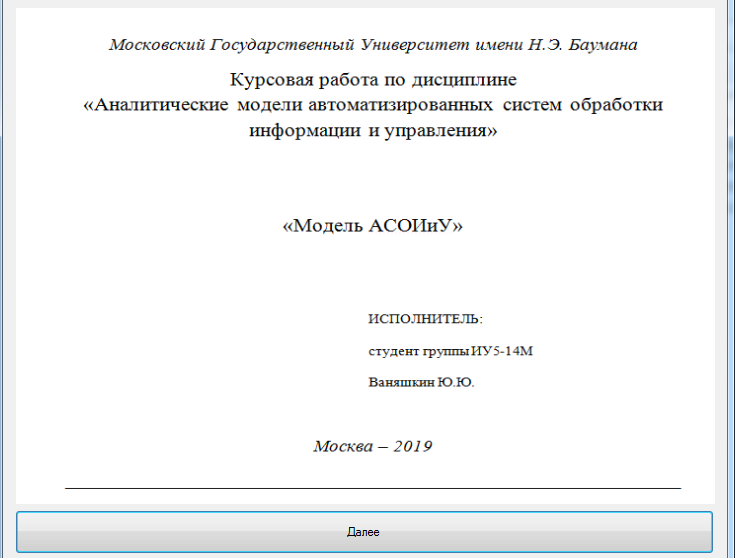 Московский Государственный Университет имени Н.Э. Баумана
Курсовая работа по дисциплине
«Аналитические модели автоматизированных систем обработки
информации и управления»
«Модель АСОИиУ»
ИСПОЛНИТЕЛЬ:
студент группы ИУ5-14М
Ваняшкин Ю.Ю.
Москва – 2019
Далее